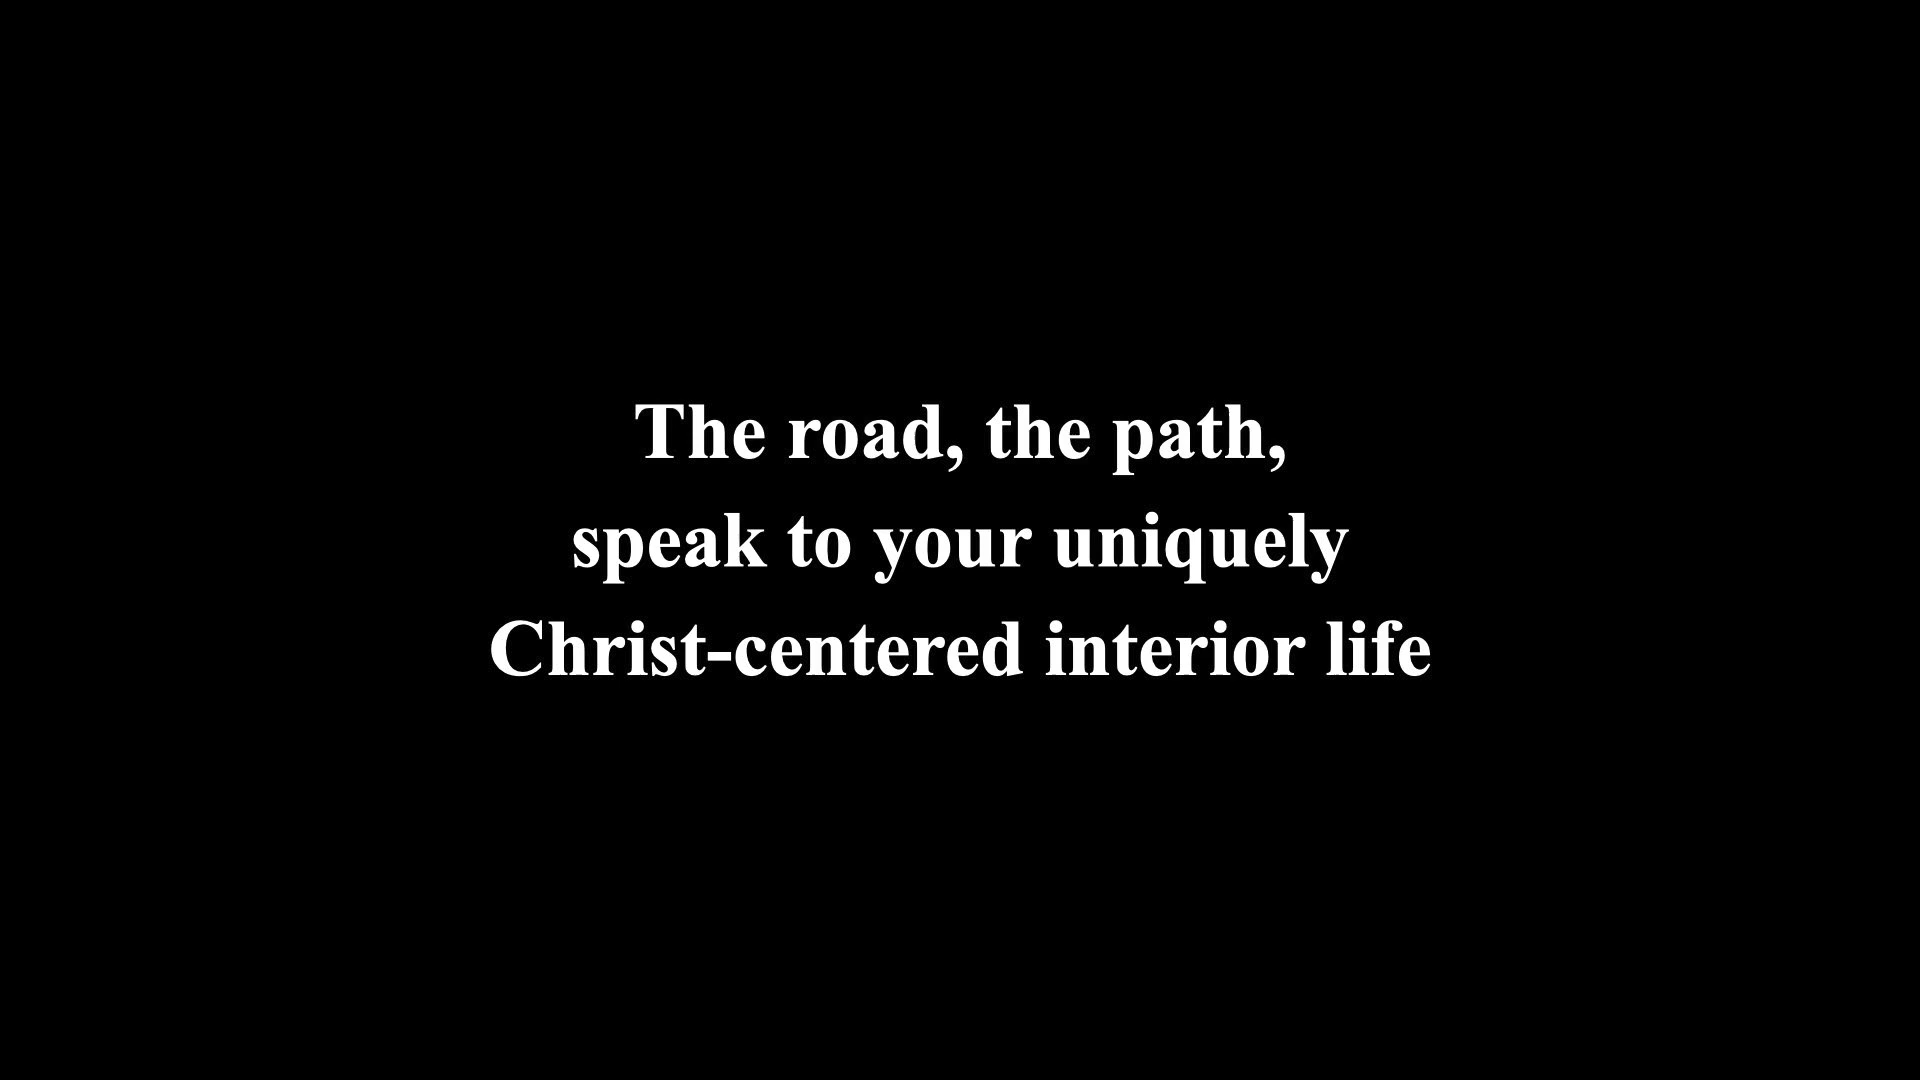 The road, the path,
speak to your uniquely
Christ-centered interior life